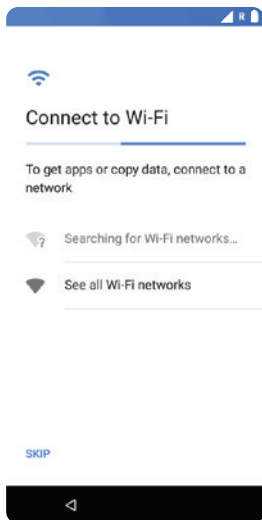 R
Connect to Wi-Fi
To get apps or copy data, connect to a
network
?
Searching for Wi-Fi networks...
See all Wi-Fi networks
SKIP